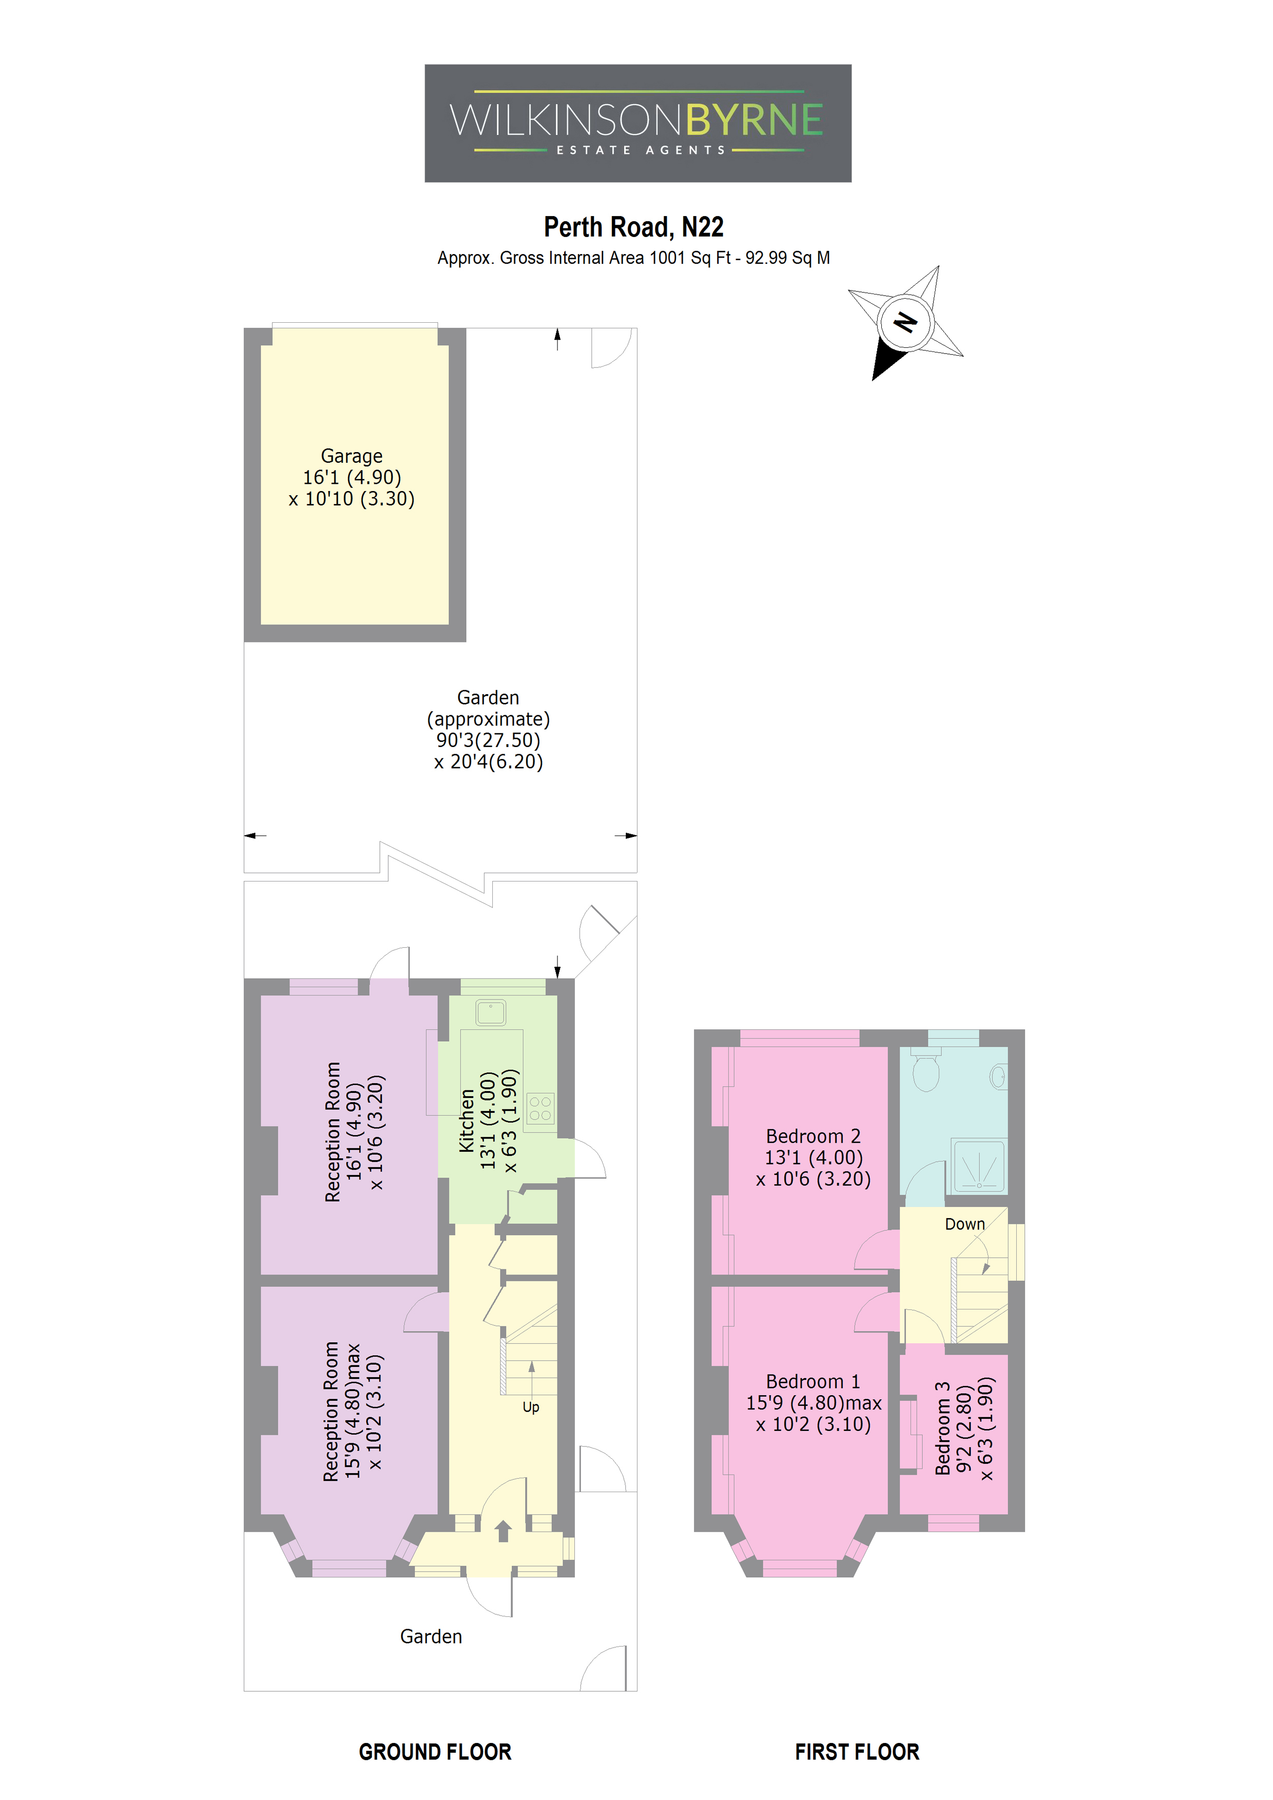 WILKINSONBYRNE
ESTATE AGENTS
Perth Road, N22
Approx. Gross Internal Area 1001 Sq Ft - 92.99 Sq M
N
Garage
16'1 (4.90)
x 10'10 (3.30)
Garden
(approximate)
90'3(27.50)
x 20'4(6.20)
Reception Room
16'1 (4.90)
x 10'6 (3.20)
Kitchen
13'1 (4.00)
x 6'3 (1.90)
Reception Room
15'9 (4.80)max
x 10'2 (3.10)
Up
Garden
Bedroom 2
13'1 (4.00)
x 10'6 (3.20)
Down
Bedroom 1
15'9 (4.80)max
x 10'2 (3.10)
Bedroom 3
9'2 (2.80)
x 6'3 (1.90)
GROUND FLOOR
FIRST FLOOR